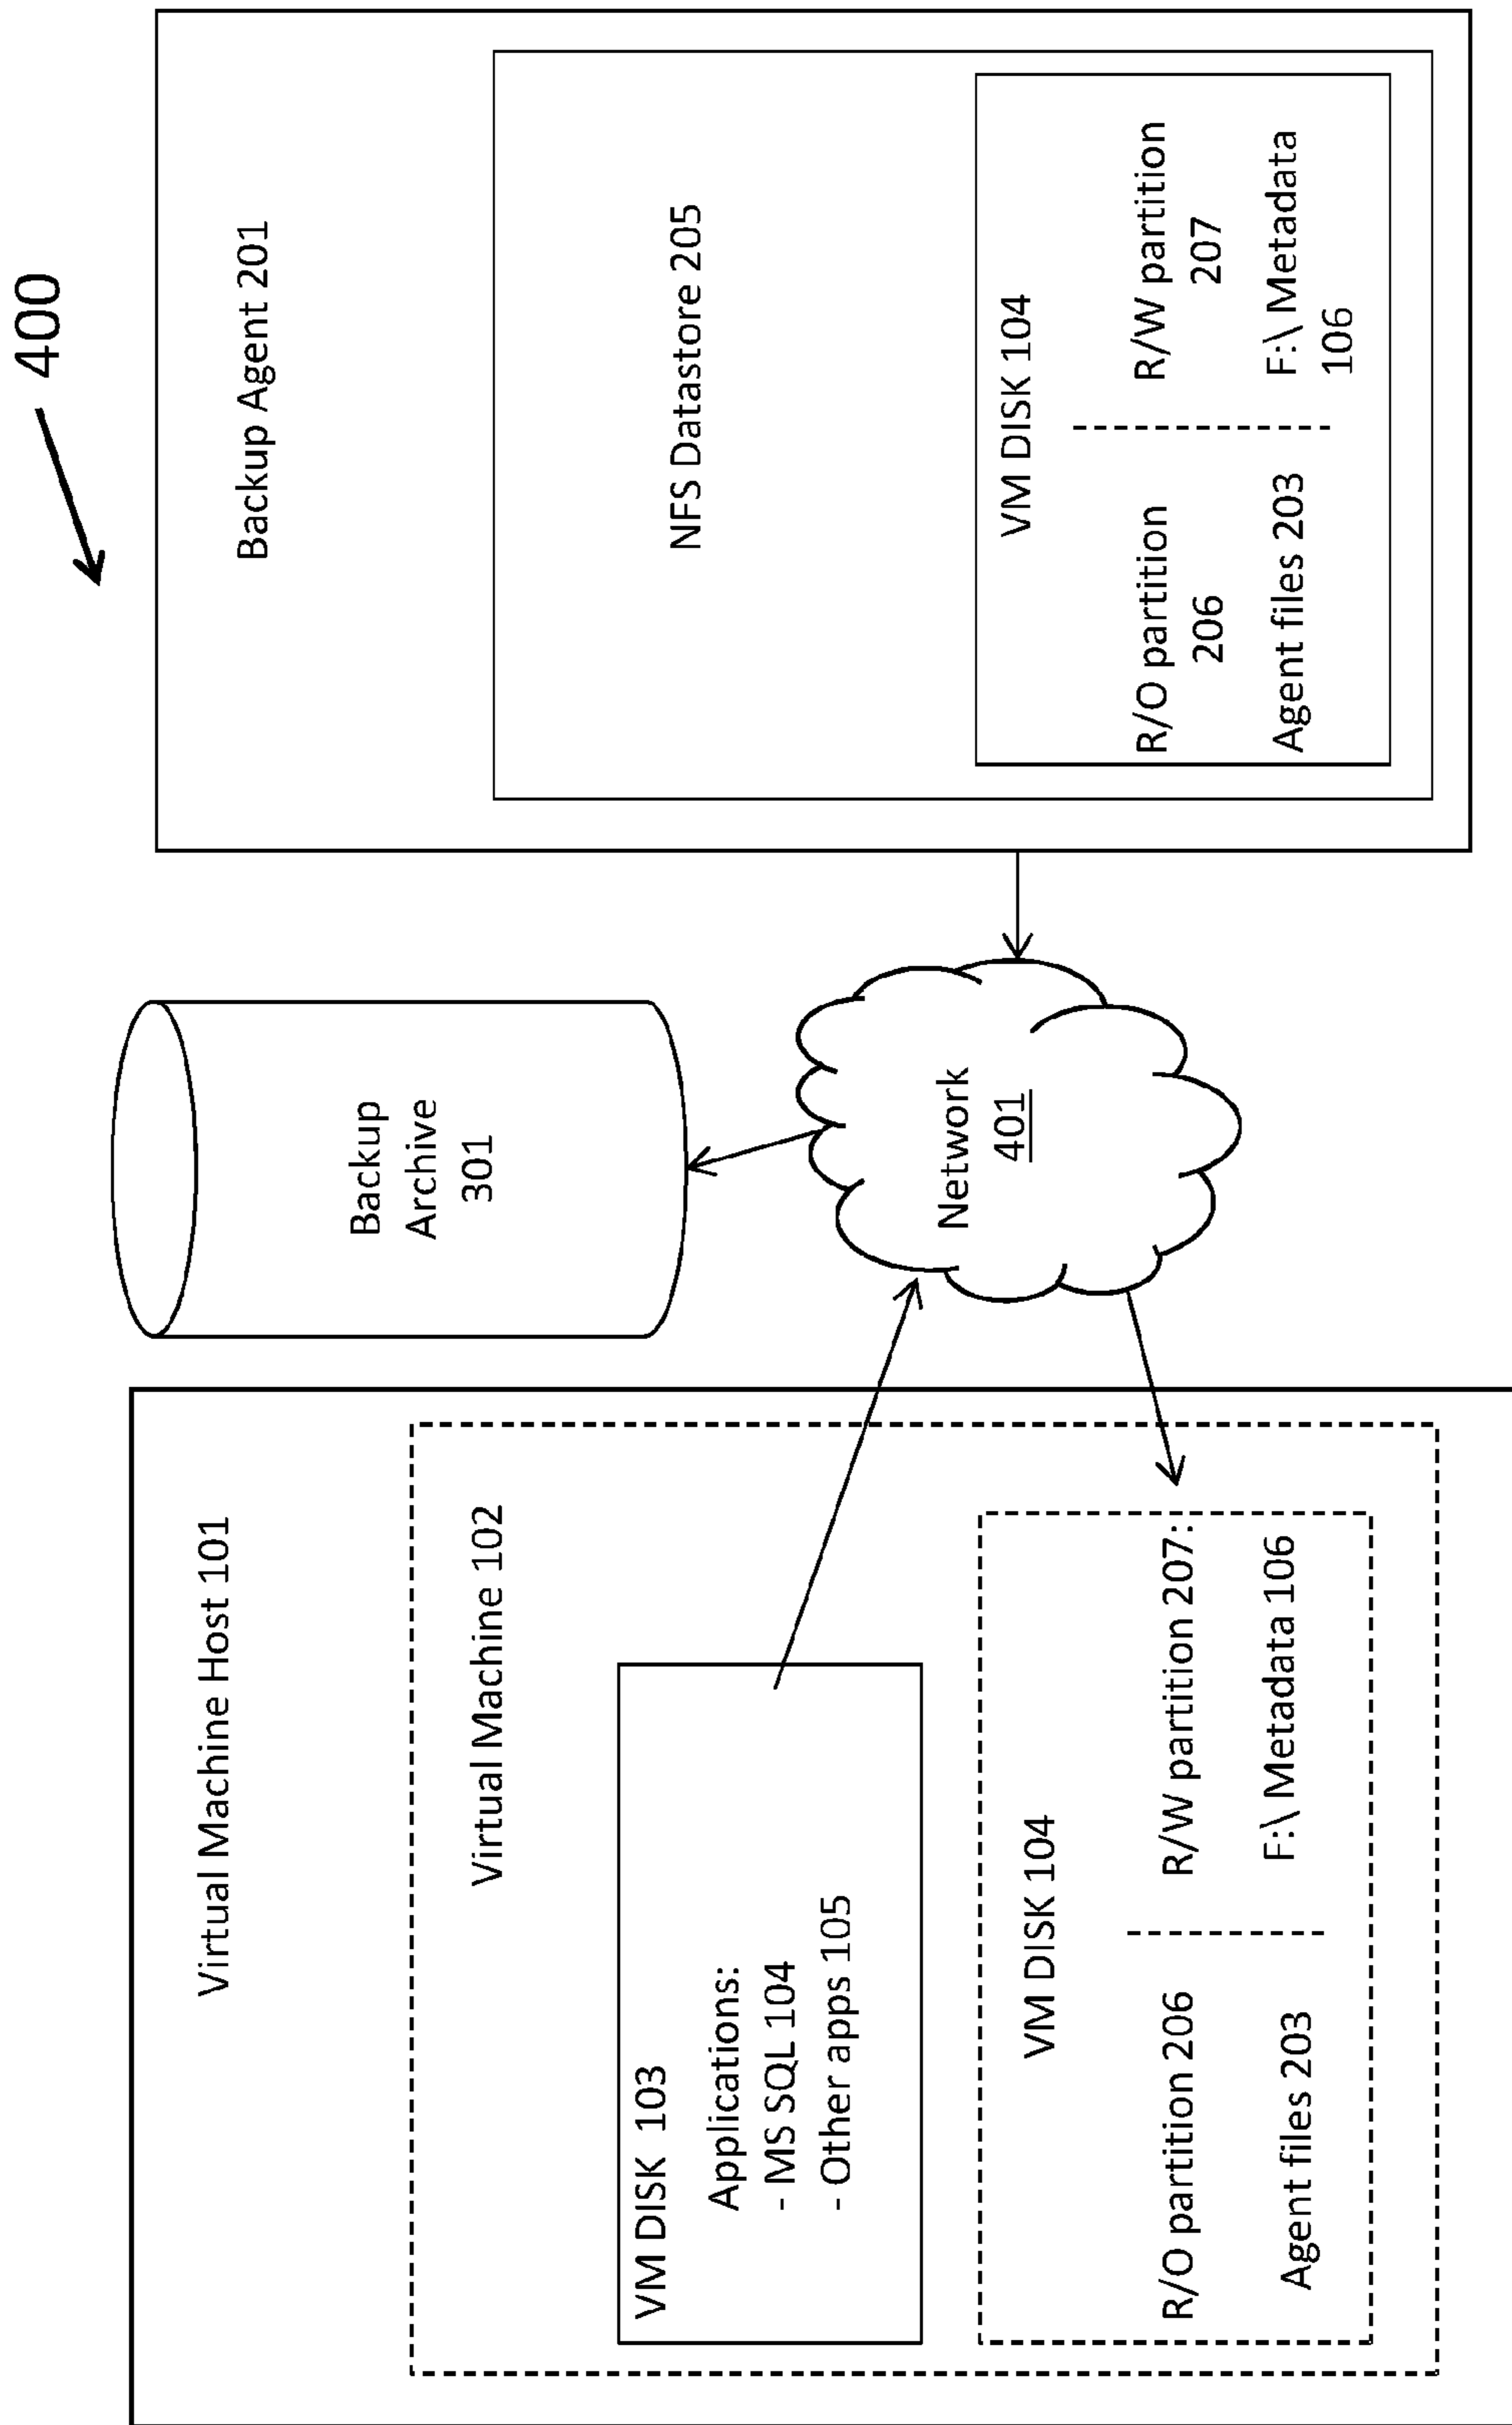 400
Virtual Machine Host 101
Virtual Machine 102
VM DISK 103
Applications:
- MS SQL 104
- Other apps 105
VM DISK 104
R/O partition 206
R/W partition 207:
Agent files 203
F:\ Metadata 106
Backup
Archive
301
Network
401
Backup Agent 201
NFS Datastore 205
VM DISK 104
R/O partition
206
R/W partition
207
Agent files 203
F:\ Metadata
106